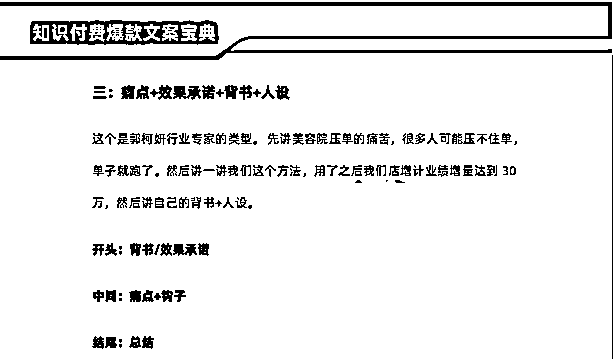 知识付费爆款文案宝典
三：痛点+效果承诺+背书+人设
这个是郭柯妍行业专家的类型。先讲美容院压单的痛苦，很多人可能压不住单，
单子就跑了。然后讲一讲我们这个方法，用了之后我们店增计业绩增量达到 30
万，然后讲自己的背书+人设。
开头：背书/效果承诺
中间：痛点+钩子
结尾：总结